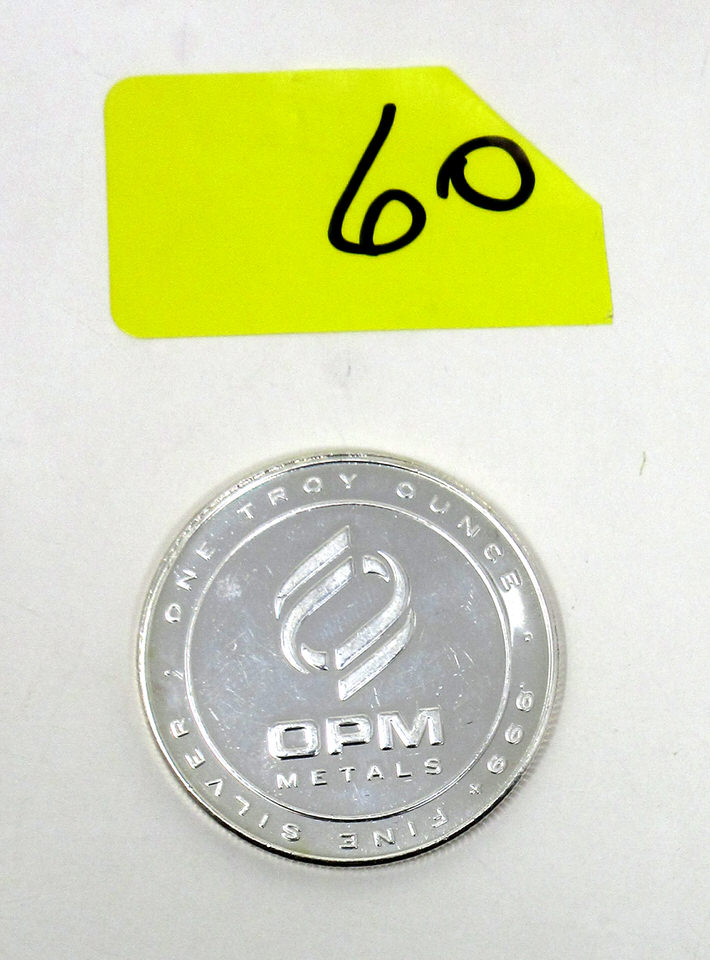 60
ONE TROY OUNCE . 999+ FINE SILVER /
OPM
METALS